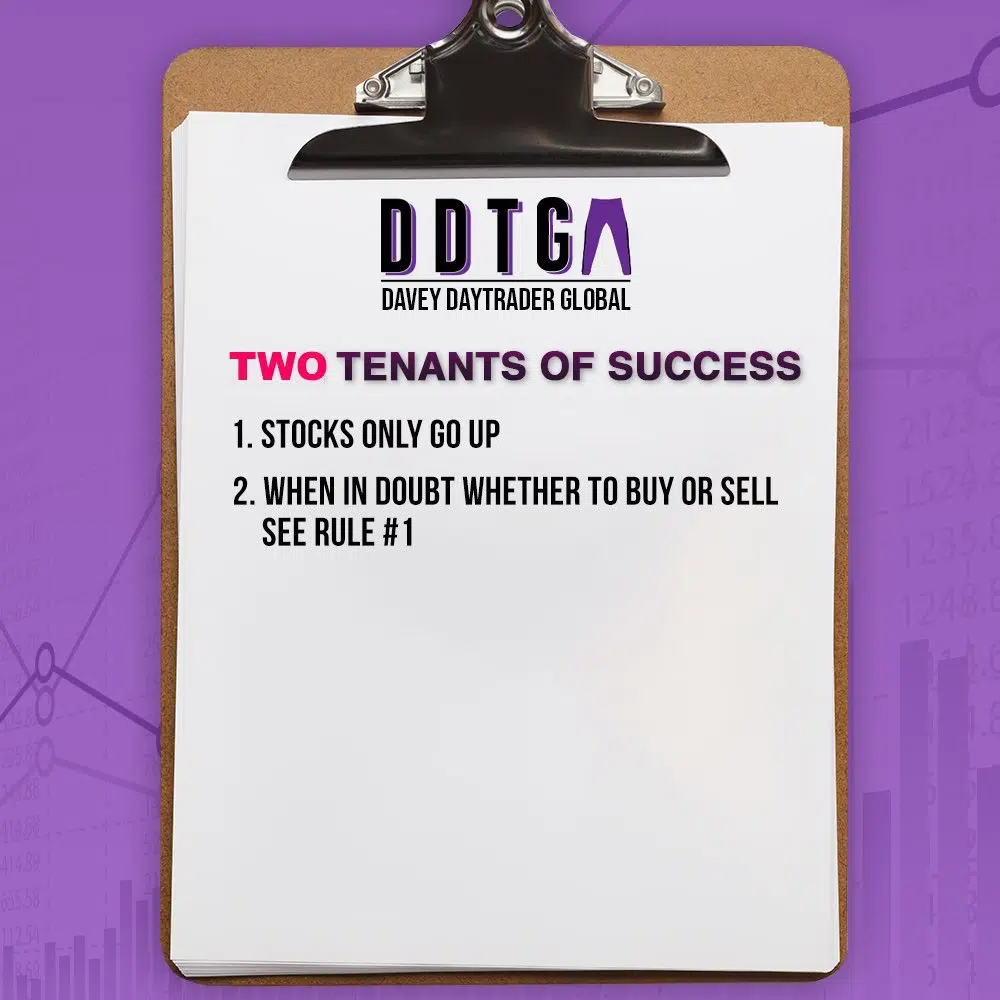 DDTG
DAVEY DAYTRADER GLOBAL
TWO TENANTS OF SUCCESS
1. STOCKS ONLY GO UP
2. WHEN IN DOUBT WHETHER TO BUY OR SELL
SEE RULE #1